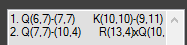 1. Q(6,7)-(7,7) K(10,10)-(9,11)
2. Q(7,7)-(10,4) R(13,4)xQ(10,